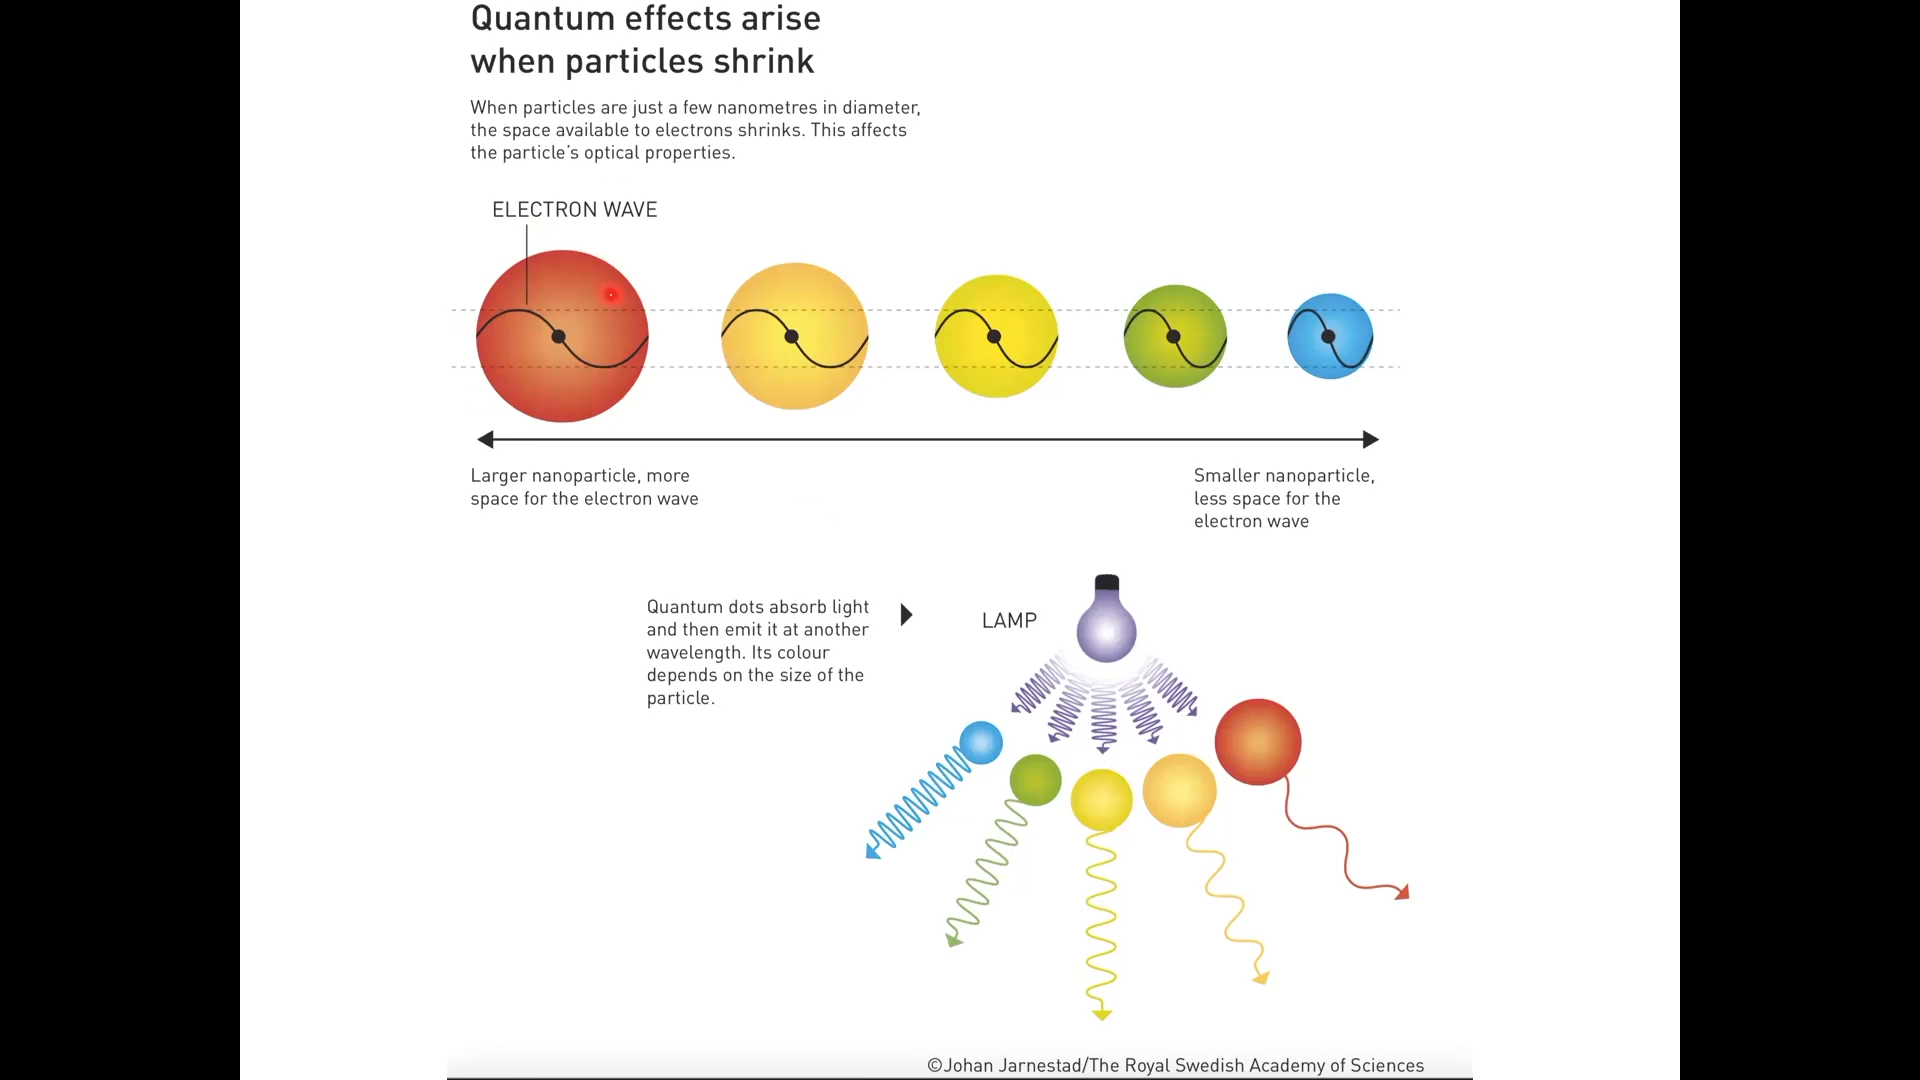 Quantum effects arise
when particles shrink
When particles are just a few nanometres in diameter,
the space available to electrons shrinks. This affects
the particle's optical properties.
ELECTRON WAVE
Larger nanoparticle, more
space for the electron wave
Smaller nanoparticle,
less space for the
electron wave
Quantum dots absorb light
and then emit it at another
wavelength. Its colour
depends on the size of the
particle.
LAMP
©Johan Jarnestad/The Royal Swedish Academy of Sciences